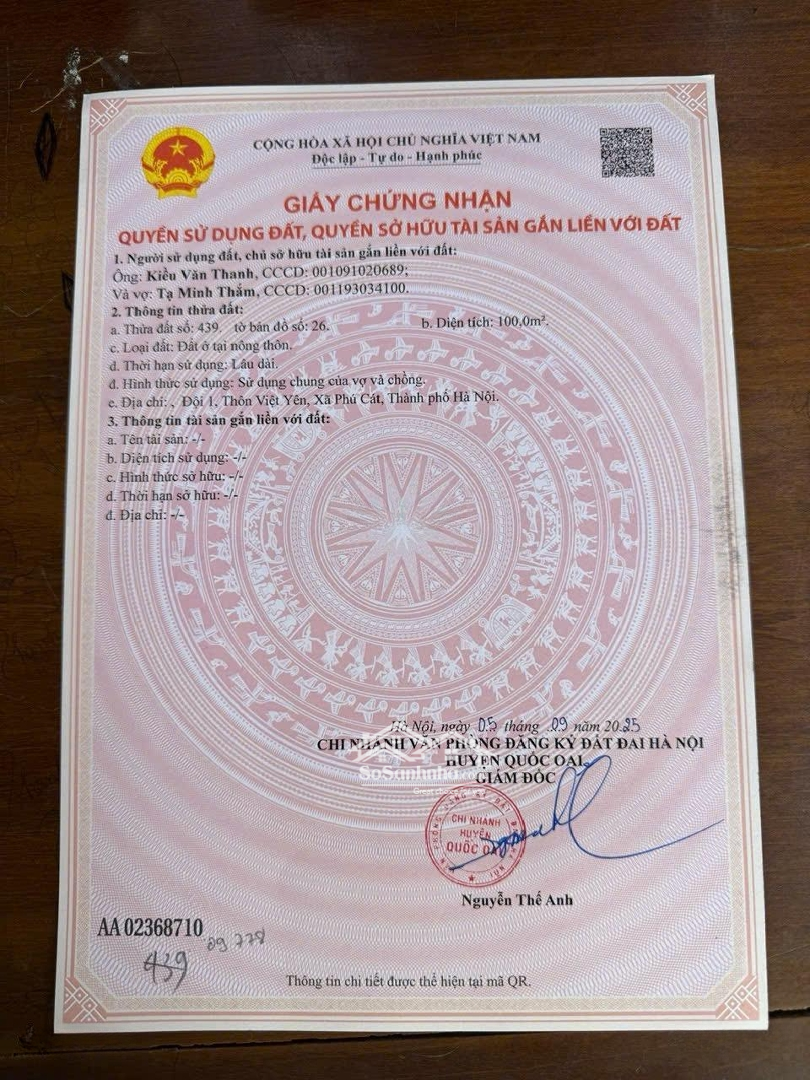 CỘNG HÒA XÃ HỘI CHỦ NGHĨA VIỆT NAM
Độc lập - Tự do - Hạnh phúc
GIẤY CHỨNG NHẬN
QUYỀN SỬ DỤNG ĐẤT, QUYỀN SỞ HỮU TÀI SẢN GẮN LIỀN VỚI ĐẤT
1. Người sử dụng đất, chủ sở hữu tài sản gắn liền với đất:
Ông: Kiều Văn Thanh, CCCD: 001091020689;
Và vợ: Tạ Minh Thắm, CCCD: 001193034100.
2. Thông tin thửa đất:
a. Thửa đất số: 439. tờ bản đồ số: 26. b. Diện tích: 100,0m².
c. Loại đất: Đất ở tại nông thôn.
d. Thời hạn sử dụng: Lâu dài.
đ. Hình thức sử dụng: Sử dụng chung của vợ và chồng.
e. Địa chỉ: , Đội 1, Thôn Việt Yên, Xã Phú Cát, Thành phố Hà Nội.
3. Thông tin tài sản gắn liền với đất:
a. Tên tài sản: -/-
b. Diện tích sử dụng: -/-
c. Hình thức sở hữu: -/-
d. Thời hạn sở hữu: -/-
đ. Địa chỉ: -/-
Hà Nội, ngày 05 tháng 09 năm 2025
CHI NHÁNH VĂN PHÒNG ĐĂNG KÝ ĐẤT ĐAI HÀ NỘI
HUYỆN QUỐC OAI
GIÁM ĐỐC
SoSanhnha.com
CHI NHÁNH
HUYỆN
QUỐC OAI
Nguyễn Thế Anh
AA 02368710
09.778
439
Thông tin chi tiết được thể hiện tại mã QR.